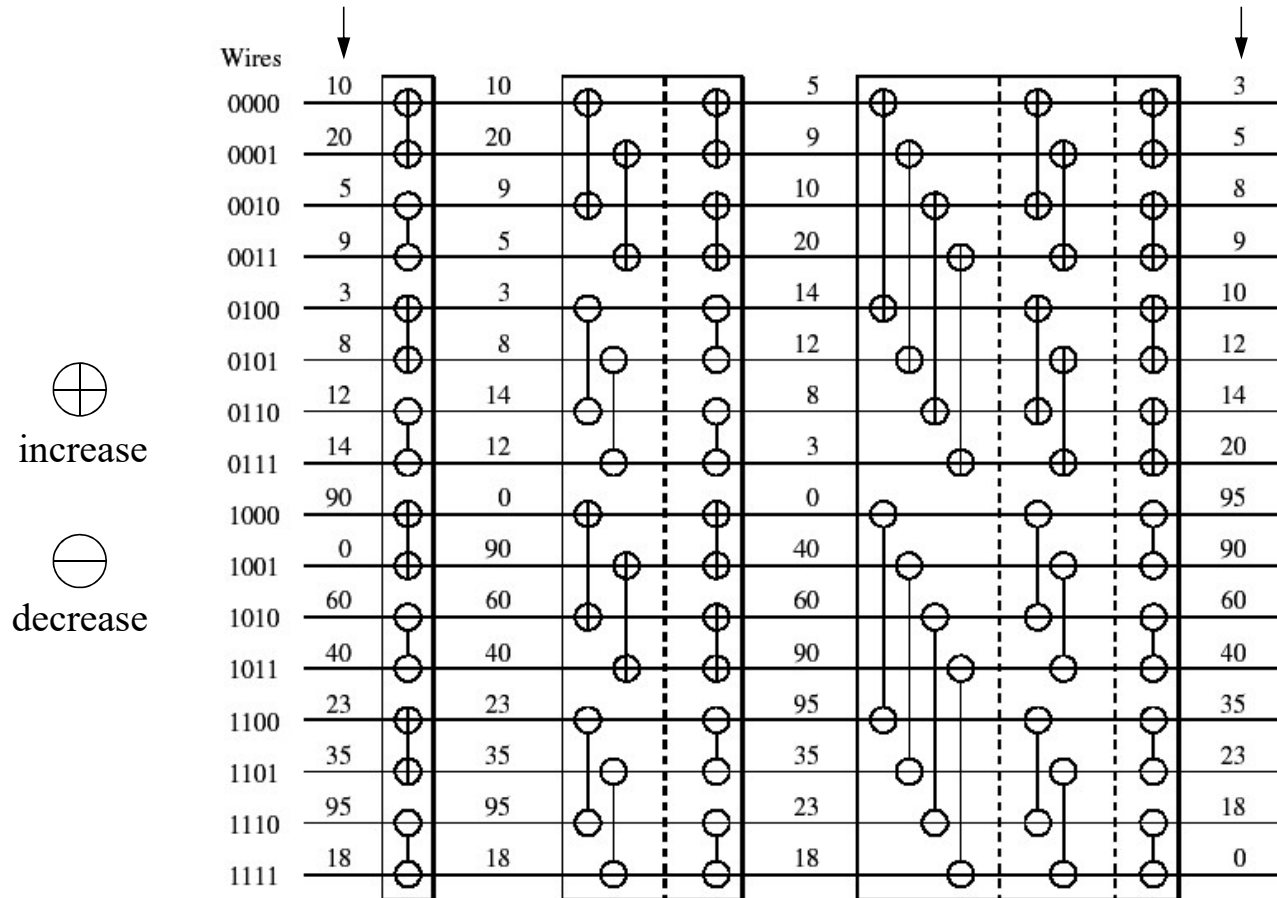 Wires
0000 10 10 5 3
0001 20 20 9 5
0010 5 9 10 8
0011 9 5 20 9
0100 3 3 14 10
0101 8 8 12 12
0110 12 14 8 14
0111 14 12 3 20
1000 90 0 0 95
1001 0 90 40 90
1010 60 60 60 60
1011 40 40 90 40
1100 23 23 95 35
1101 35 35 35 23
1110 95 95 23 18
1111 18 18 18 0
increase
decrease